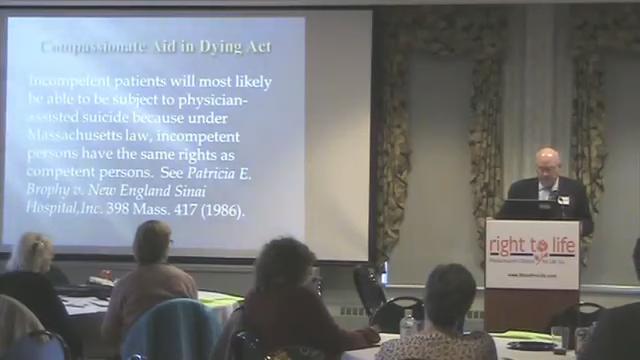 Compassionate Aid in Dying Act
Incompetent patients will most likely
be able to be subject to physician-
assisted suicide because under
Massachusetts law, incompetent
persons have the same rights as
competent persons. See Patricia E.
Brophy v. New England Sinai
Hospital,Inc. 398 Mass. 417 (1986).
right to life